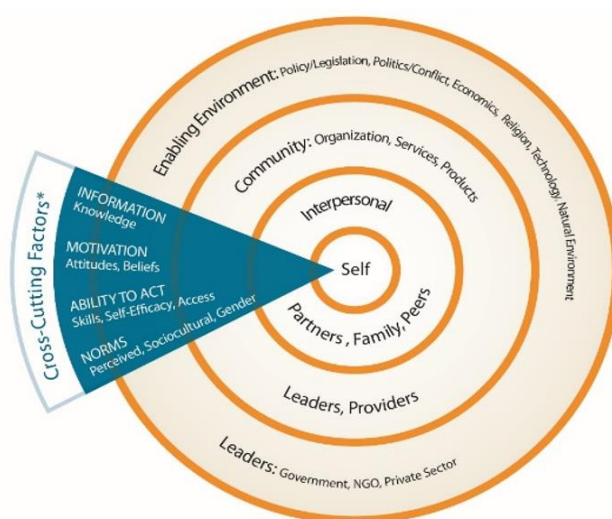 Enabling Environment: Policy/Legislation, Politics/Conflict, Economics, Religion, Technology, Natural Environment
Community: Organization, Services, Products
Interpersonal
Self
Partners, Family, Peers
Leaders, Providers
Leaders: Government, NGO, Private Sector
Cross-Cutting Factors*
INFORMATION
Knowledge
MOTIVATION
Attitudes, Beliefs
ABILITY TO ACT
Skills, Self-Efficacy, Access
NORMS
Perceived, Sociocultural, Gender